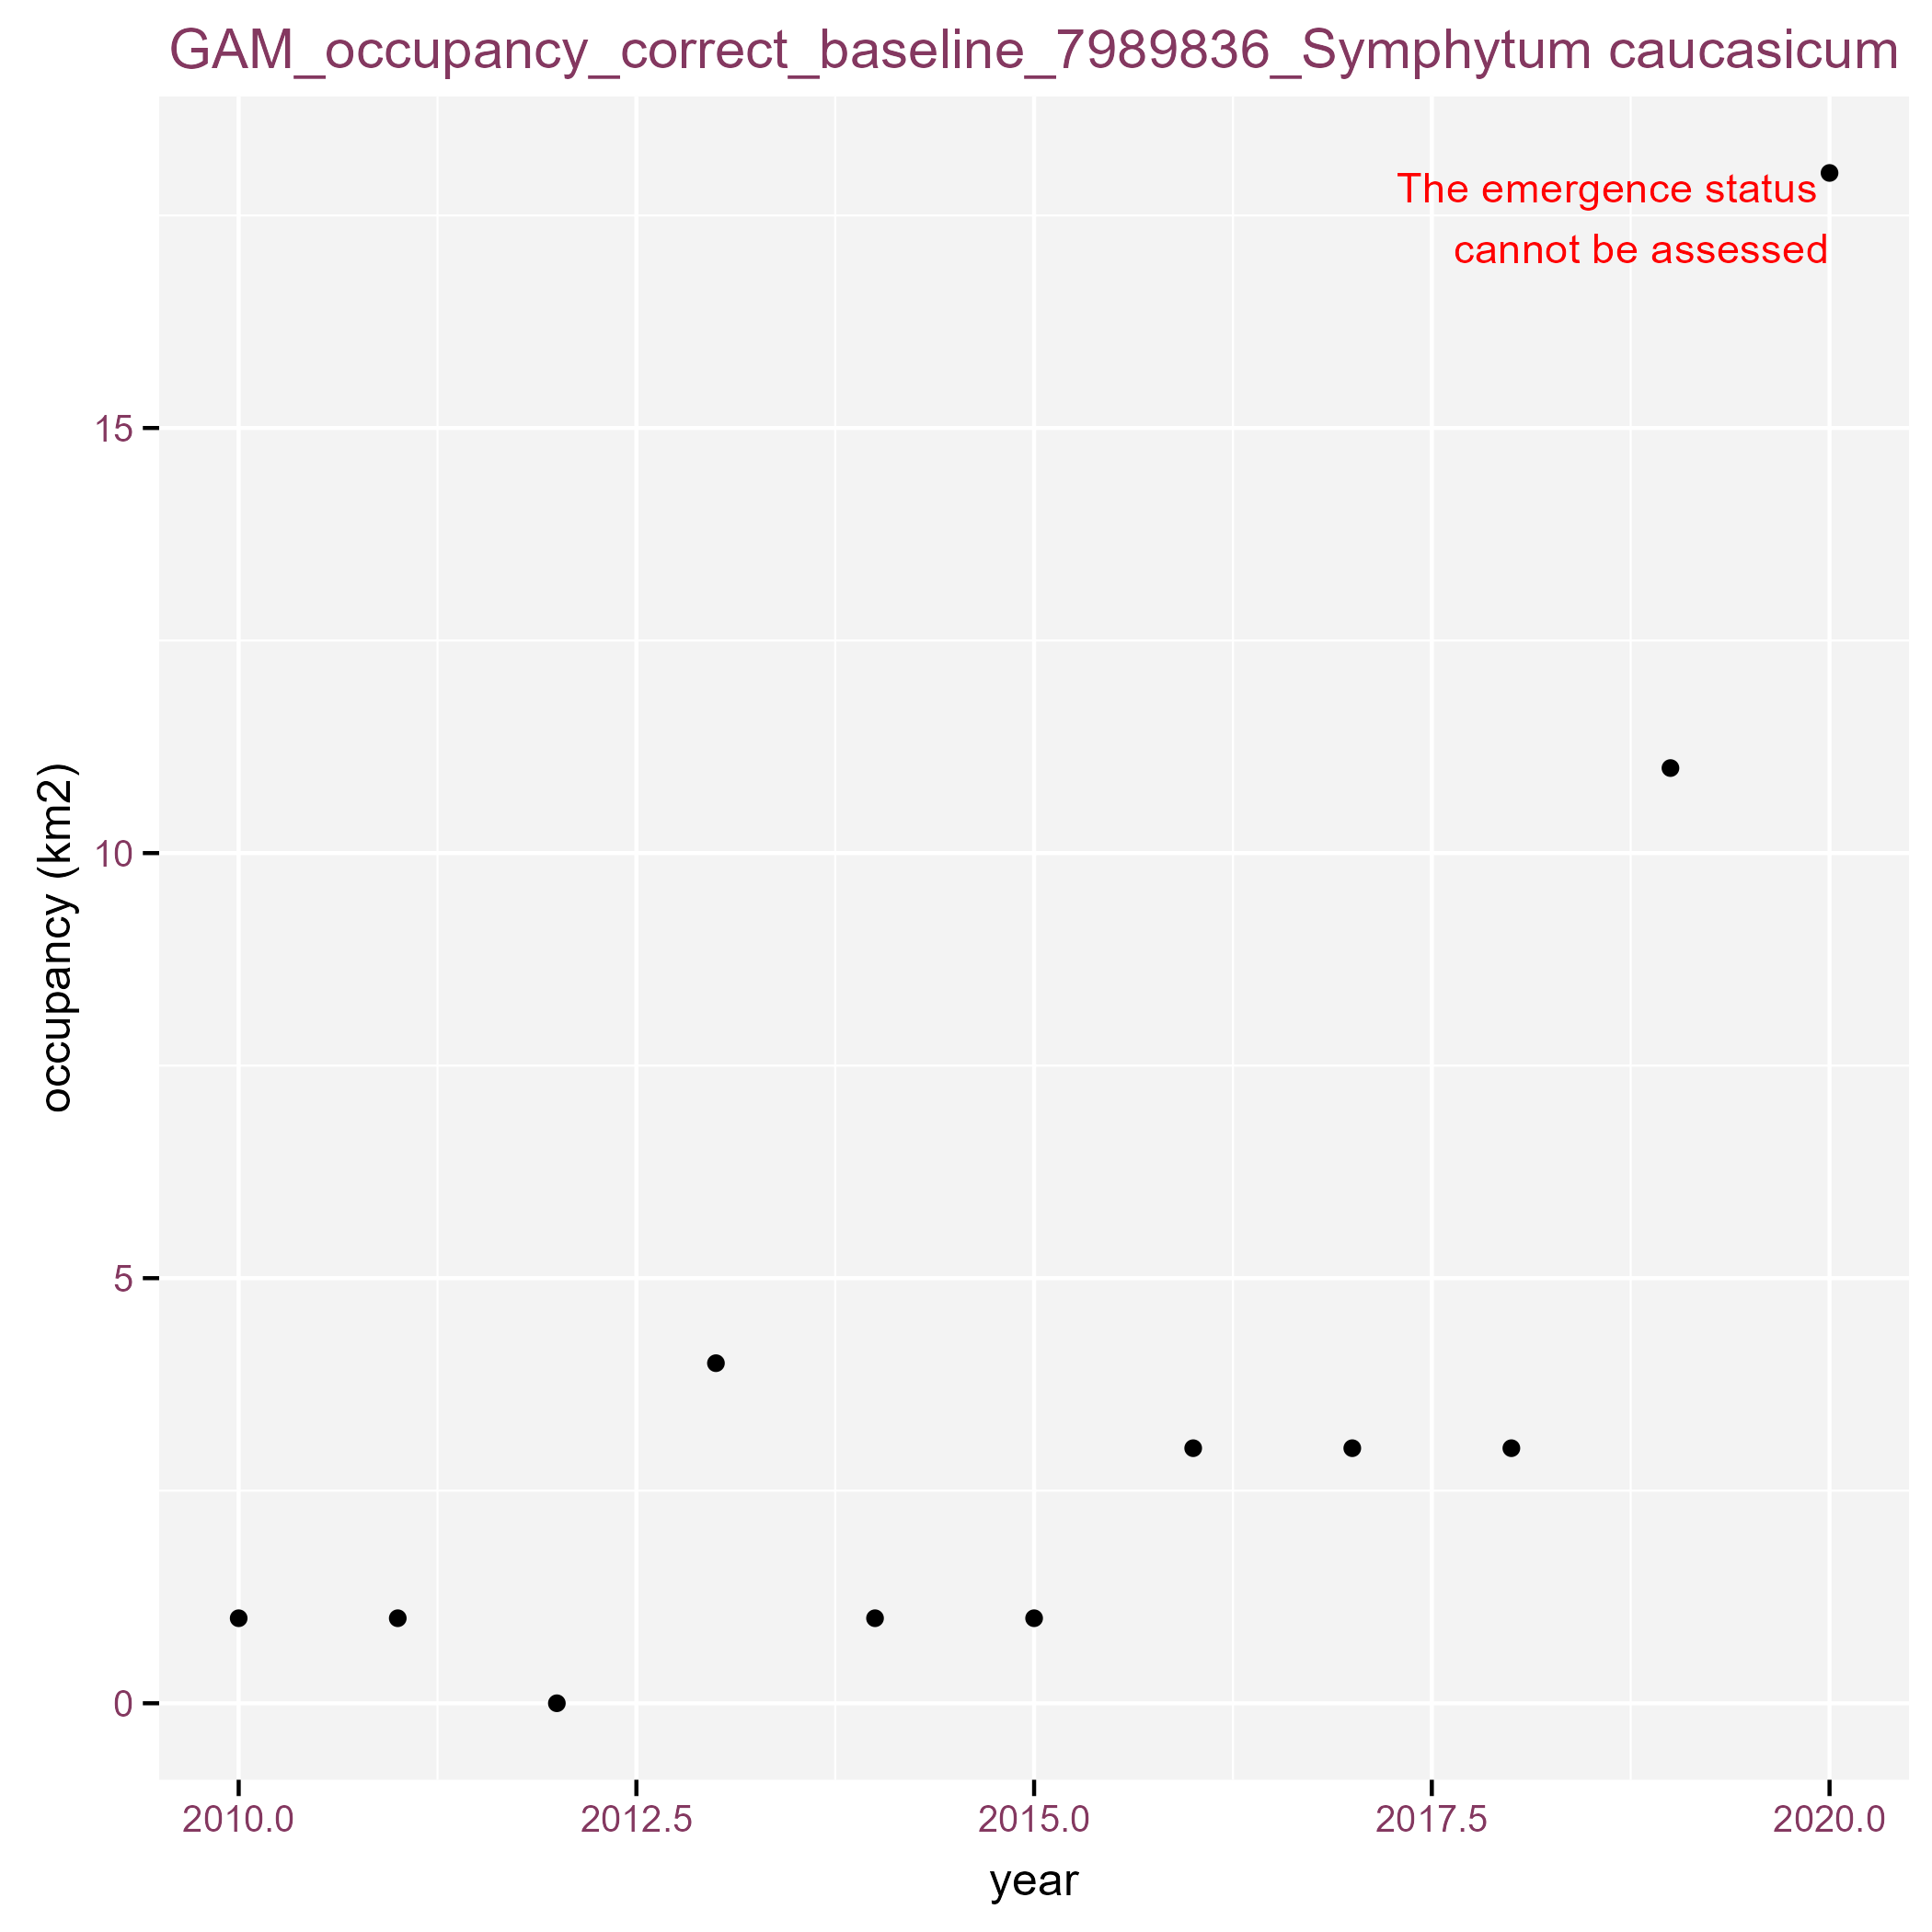 GAM_occupancy_correct_baseline_7989836_Symphytum caucasicum
The emergence status
cannot be assessed
15
10
5
0
occupancy (km2)
2010.0
2012.5
2015.0
2017.5
2020.0
year